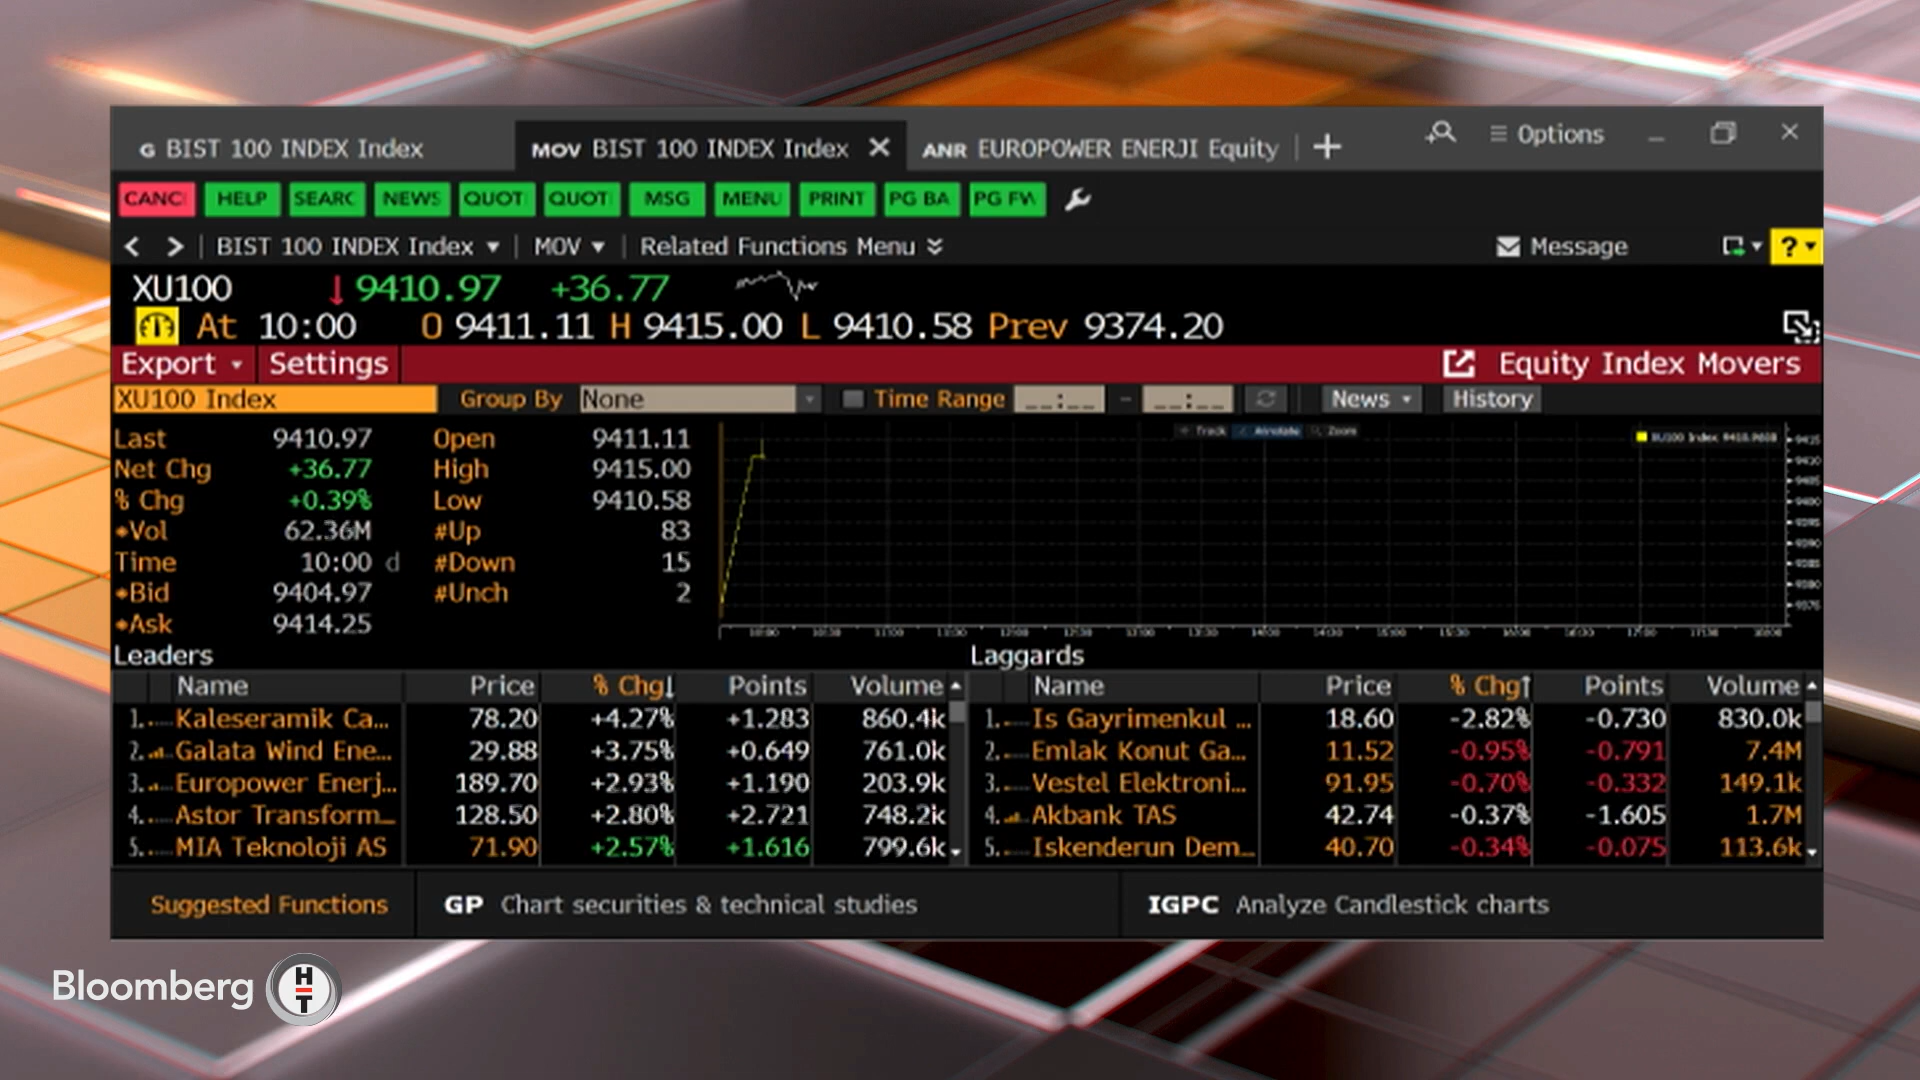 G BIST 100 INDEX Index MOV BIST 100 INDEX Index ✕ ANR EUROPOWER ENERJI Equity + Options
CANC HELP SEARC NEWS QUOT QUOT MSG MENU PRINT PG BA PG FW
< > BIST 100 INDEX Index MOV Related Functions Menu Message ?
XU100 ↓9410.97 +36.77
At 10:00 O 9411.11 H 9415.00 L 9410.58 Prev 9374.20
Export Settings Equity Index Movers
XU100 Index Group By None Time Range __:__ - __:__ News History
Last 9410.97 Open 9411.11
Net Chg +36.77 High 9415.00
% Chg +0.39% Low 9410.58
Vol 62.36M #Up 83
Time 10:00 d #Down 15
Bid 9404.97 #Unch 2
Ask 9414.25
Track Annotate Zoom
Leaders
Name Price % Chg↓ Points Volume
1. Kaleseramik Ca... 78.20 +4.27% +1.283 860.4k
2. Galata Wind Ene... 29.88 +3.75% +0.649 761.0k
3. Europower Enerj... 189.70 +2.93% +1.190 203.9k
4. Astor Transform… 128.50 +2.80% +2.721 748.2k
5. MIA Teknoloji AS 71.90 +2.57% +1.616 799.6k
Laggards
Name Price % Chg↑ Points Volume
1. Is Gayrimenkul ... 18.60 -2.82% -0.730 830.0k
2. Emlak Konut Ga... 11.52 -0.95% -0.791 7.4M
3. Vestel Elektroni... 91.95 -0.70% -0.332 149.1k
4. Akbank TAS 42.74 -0.37% -1.605 1.7M
5. Iskenderun Dem… 40.70 -0.34% -0.075 113.6k
Suggested Functions GP Chart securities & technical studies IGPC Analyze Candlestick charts
Bloomberg HT